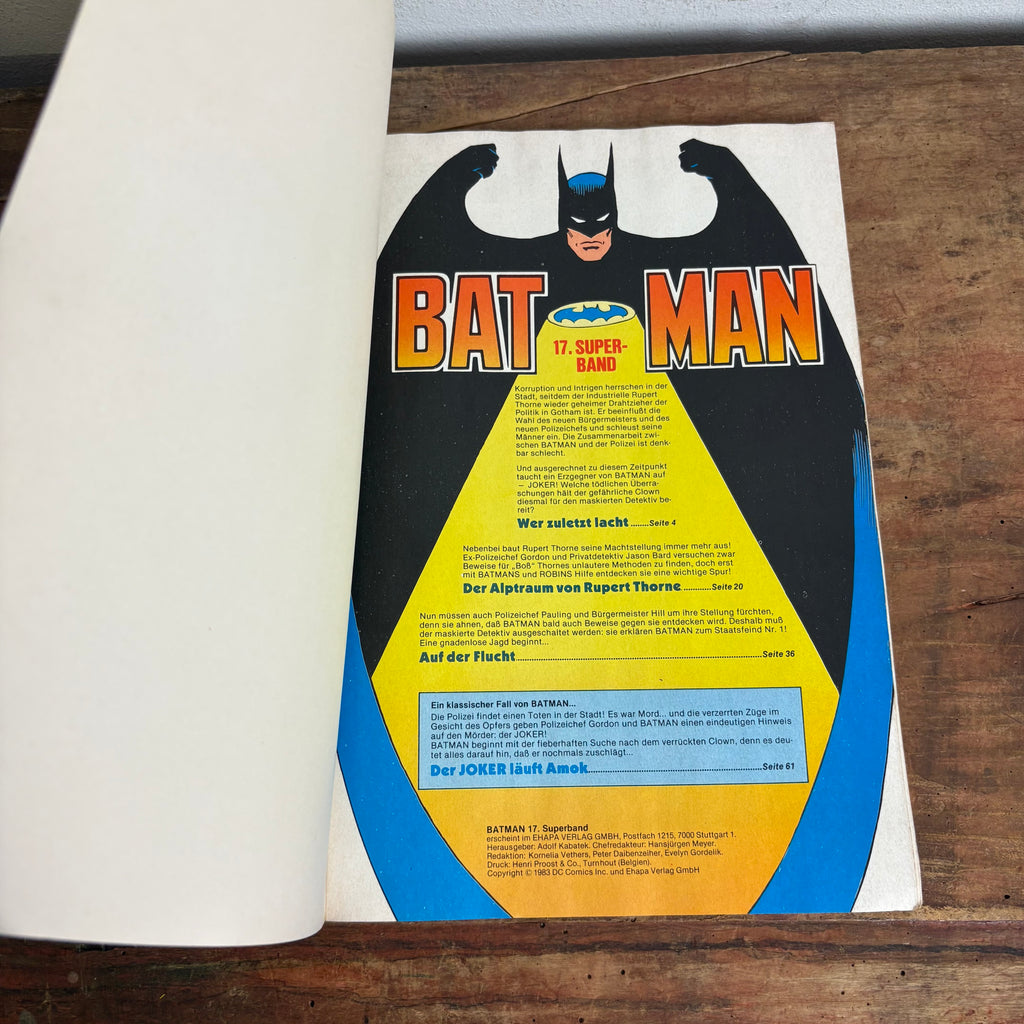 BATMAN
17. SUPER-
BAND
Korruption und Intrigen herrschen in der
Stadt, seitdem der Industrielle Rupert
Thorne wieder geheimer Drahtzieher der
Politik in Gotham ist. Er beeinflußt die
Wahl des neuen Bürgermeisters und des
neuen Polizeichefs und schleust seine
Männer ein. Die Zusammenarbeit zwi-
schen BATMAN und der Polizei ist denk-
bar schlecht.
Und ausgerechnet zu diesem Zeitpunkt
taucht ein Erzgegner von BATMAN auf
– JOKER! Welche tödlichen Überra-
schungen hält der gefährliche Clown
diesmal für den maskierten Detektiv be-
reit?
Wer zuletzt lacht ........Seite 4
Nebenbei baut Rupert Thorne seine Machtstellung immer mehr aus!
Ex-Polizeichef Gordon und Privatdetektiv Jason Bard versuchen zwar
Beweise für „Boß" Thornes unlautere Methoden zu finden, doch erst
mit BATMANS und ROBINS Hilfe entdecken sie eine wichtige Spur!
Der Alptraum von Rupert Thorne............Seite 20
Nun müssen auch Polizeichef Pauling und Bürgermeister Hill um ihre Stellung fürchten,
denn sie ahnen, daß BATMAN bald auch Beweise gegen sie entdecken wird. Deshalb muß
der maskierte Detektiv ausgeschaltet werden: sie erklären BATMAN zum Staatsfeind Nr. 1!
Eine gnadenlose Jagd beginnt...
Auf der Flucht............Seite 36
Ein klassischer Fall von BATMAN...
Die Polizei findet einen Toten in der Stadt! Es war Mord... und die verzerrten Züge im
Gesicht des Opfers geben Polizeichef Gordon und BATMAN einen eindeutigen Hinweis
auf den Mörder: der JOKER!
BATMAN beginnt mit der fieberhaften Suche nach dem verrückten Clown, denn es deu-
tet alles darauf hin, daß er nochmals zuschlägt...
Der JOKER läuft Amok............Seite 61
BATMAN 17. Superband
erscheint im EHAPA VERLAG GMBH, Postfach 1215, 7000 Stuttgart 1.
Herausgeber: Adolf Kabatek. Chefredakteur: Hansjürgen Meyer.
Redaktion: Kornelia Vethers, Peter Daibenzeiher, Evelyn Gordelik.
Druck: Henri Proost & Co., Turnhout (Belgien).
Copyright © 1983 DC Comics Inc. und Ehapa Verlag GmbH